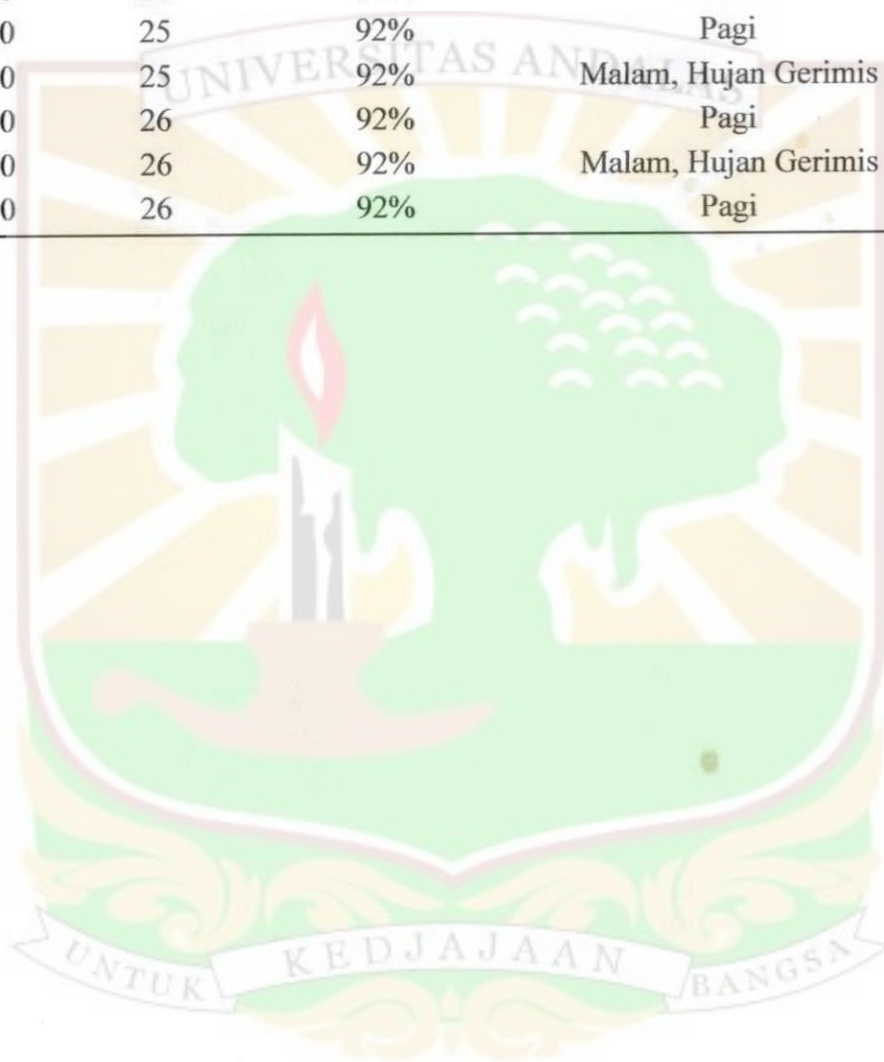 0 25 92% Pagi
0 25 92% Malam, Hujan Gerimis
0 26 92% Pagi
0 26 92% Malam, Hujan Gerimis
0 26 92% Pagi
UNIVERSITAS ANDALAS
UNTUK KEDJAJAAN BANGSA